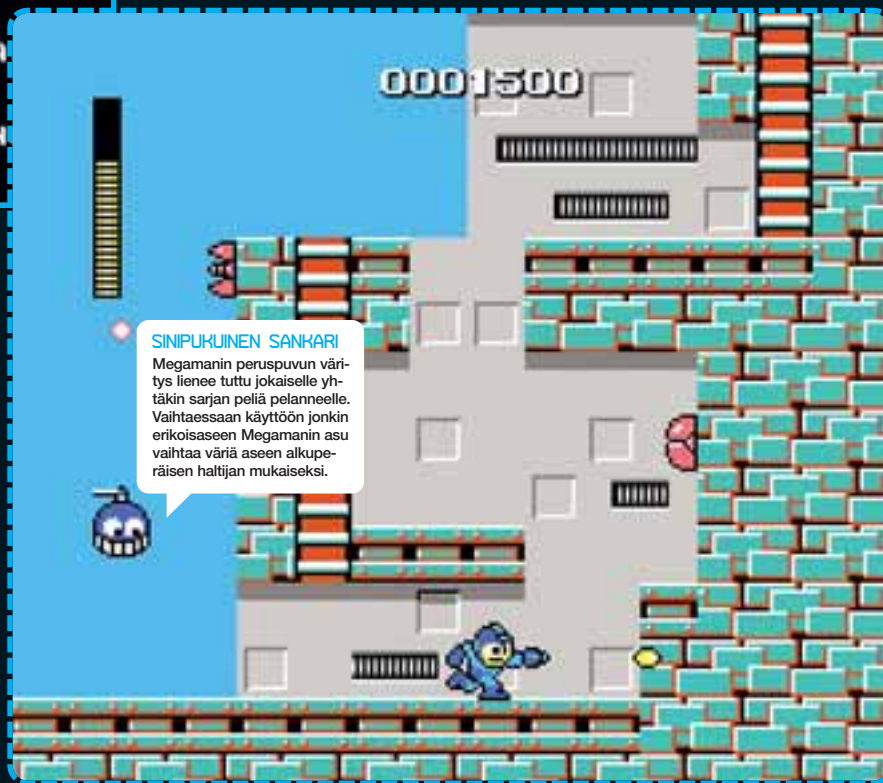 0001500
SINIPUKUINEN SANKARI
Megamanin peruspuvun väri-
tys lienee tuttu jokaiselle yh-
täkin sarjan peliä pelanneelle.
Vaihtaessaan käyttöön jonkin
erikoisaseen Megamanin asu
vaihtaa väriä aseen alkupe-
räisen haltijan mukaiseksi.